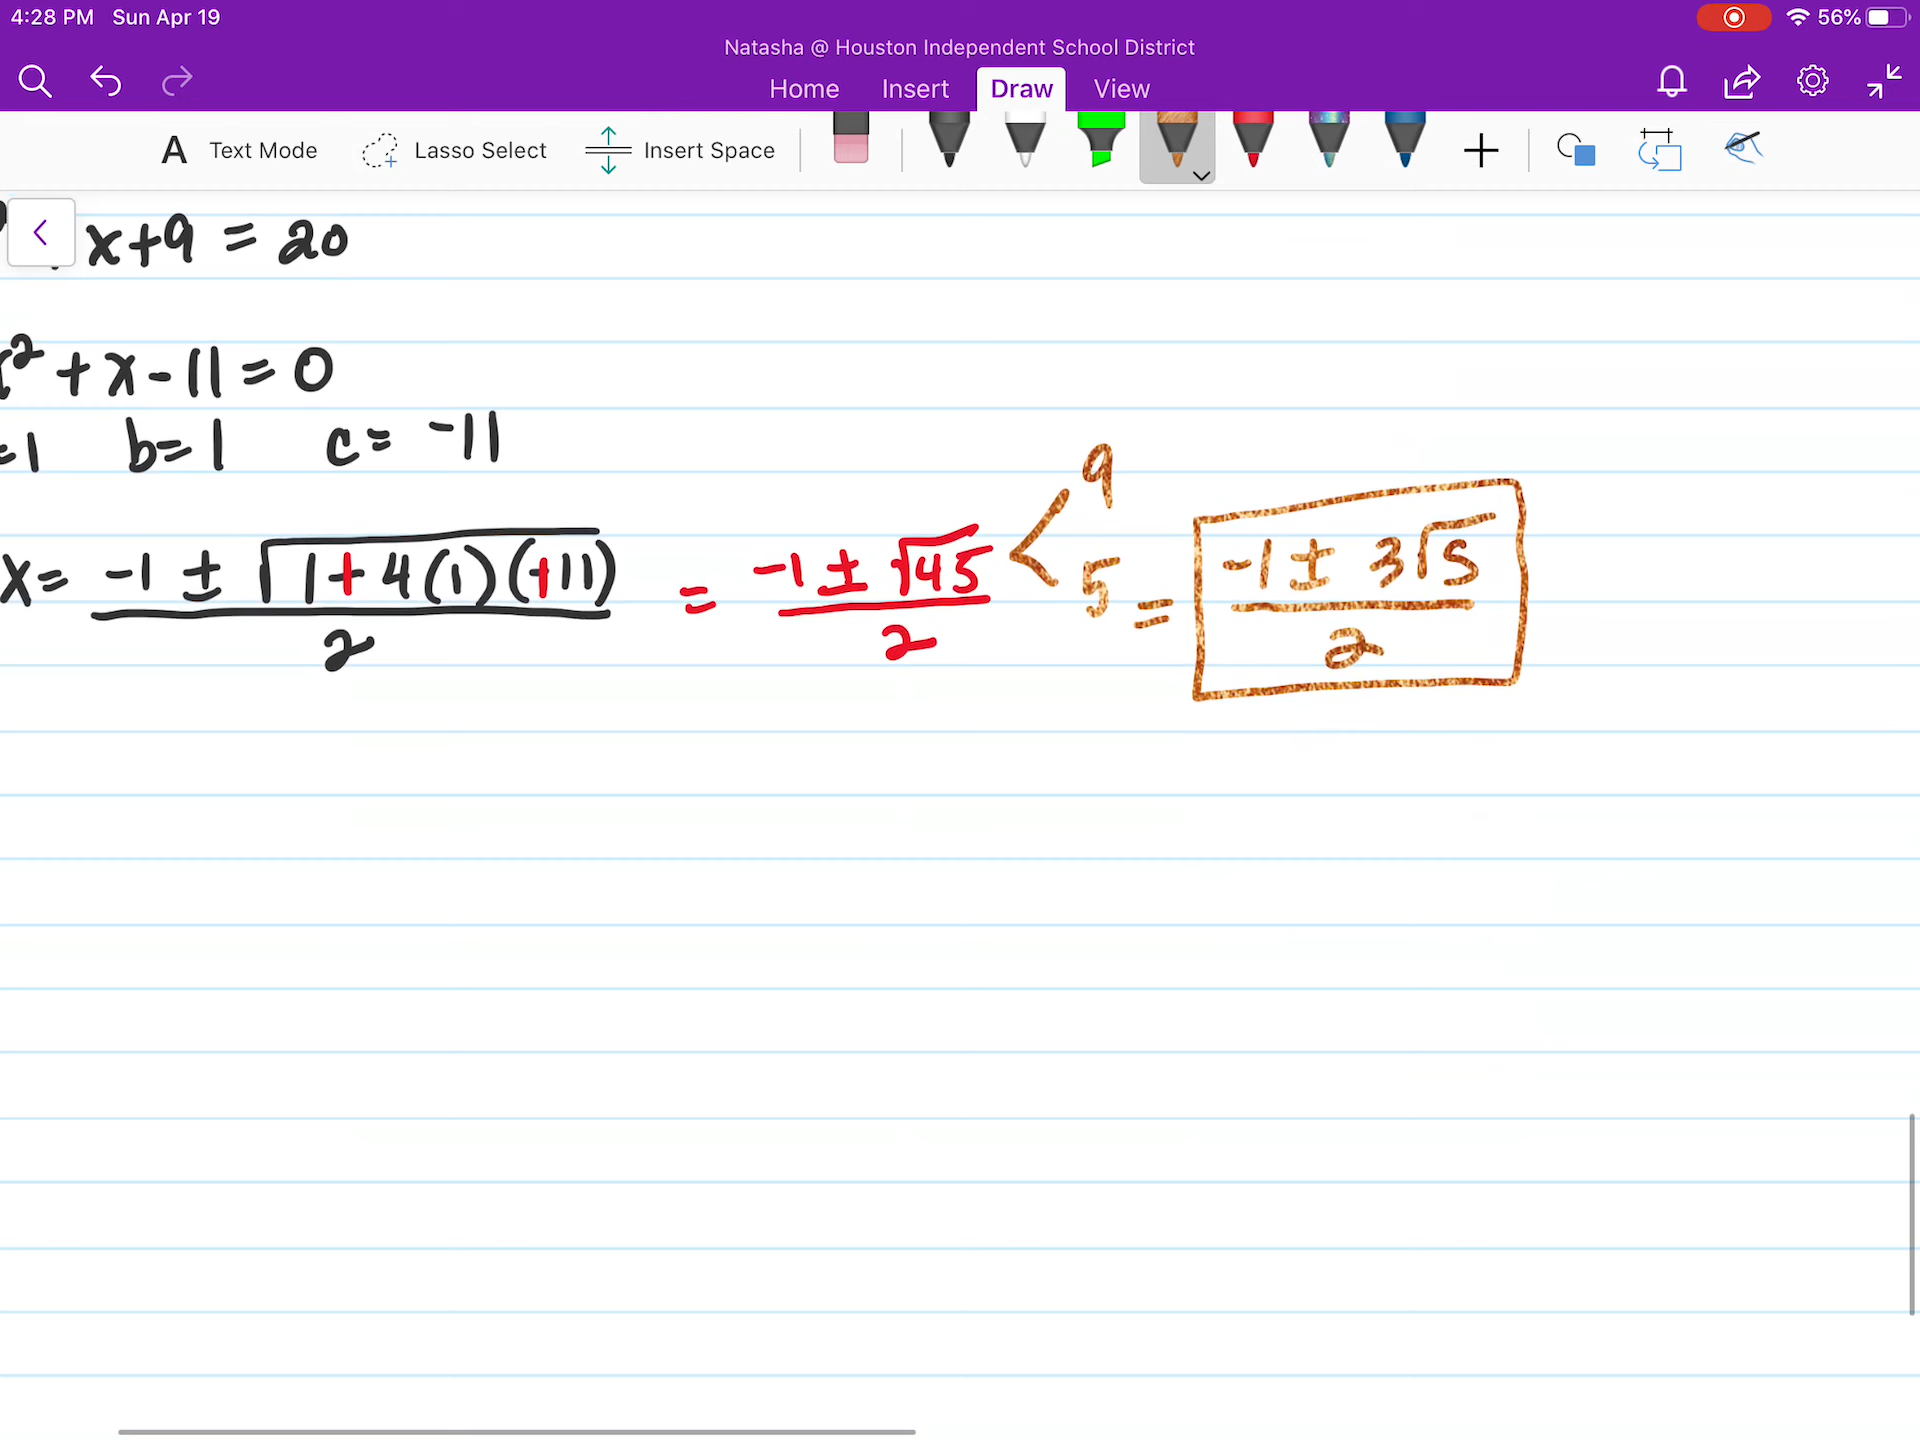 4:28 PM Sun Apr 19 56%
Natasha @ Houston Independent School District
Home Insert Draw View
A Text Mode Lasso Select Insert Space
x+9 = 20
² + x - 11 = 0
=1 b=1 c= -11
x= -1 ± √1+4(1)(+11) / 2 = -1 ± √45 / 2 < 9 5 = -1 ± 3√5 / 2